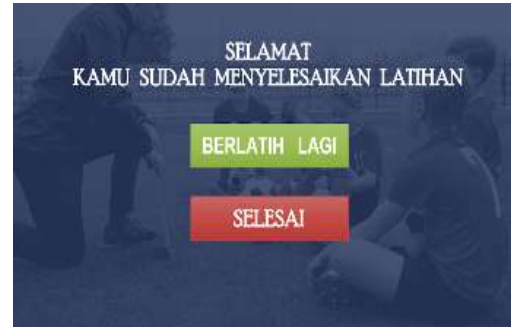 SELAMAT
KAMU SUDAH MENYELESAIKAN LATIHAN
BERLATIH LAGI
SELESAI